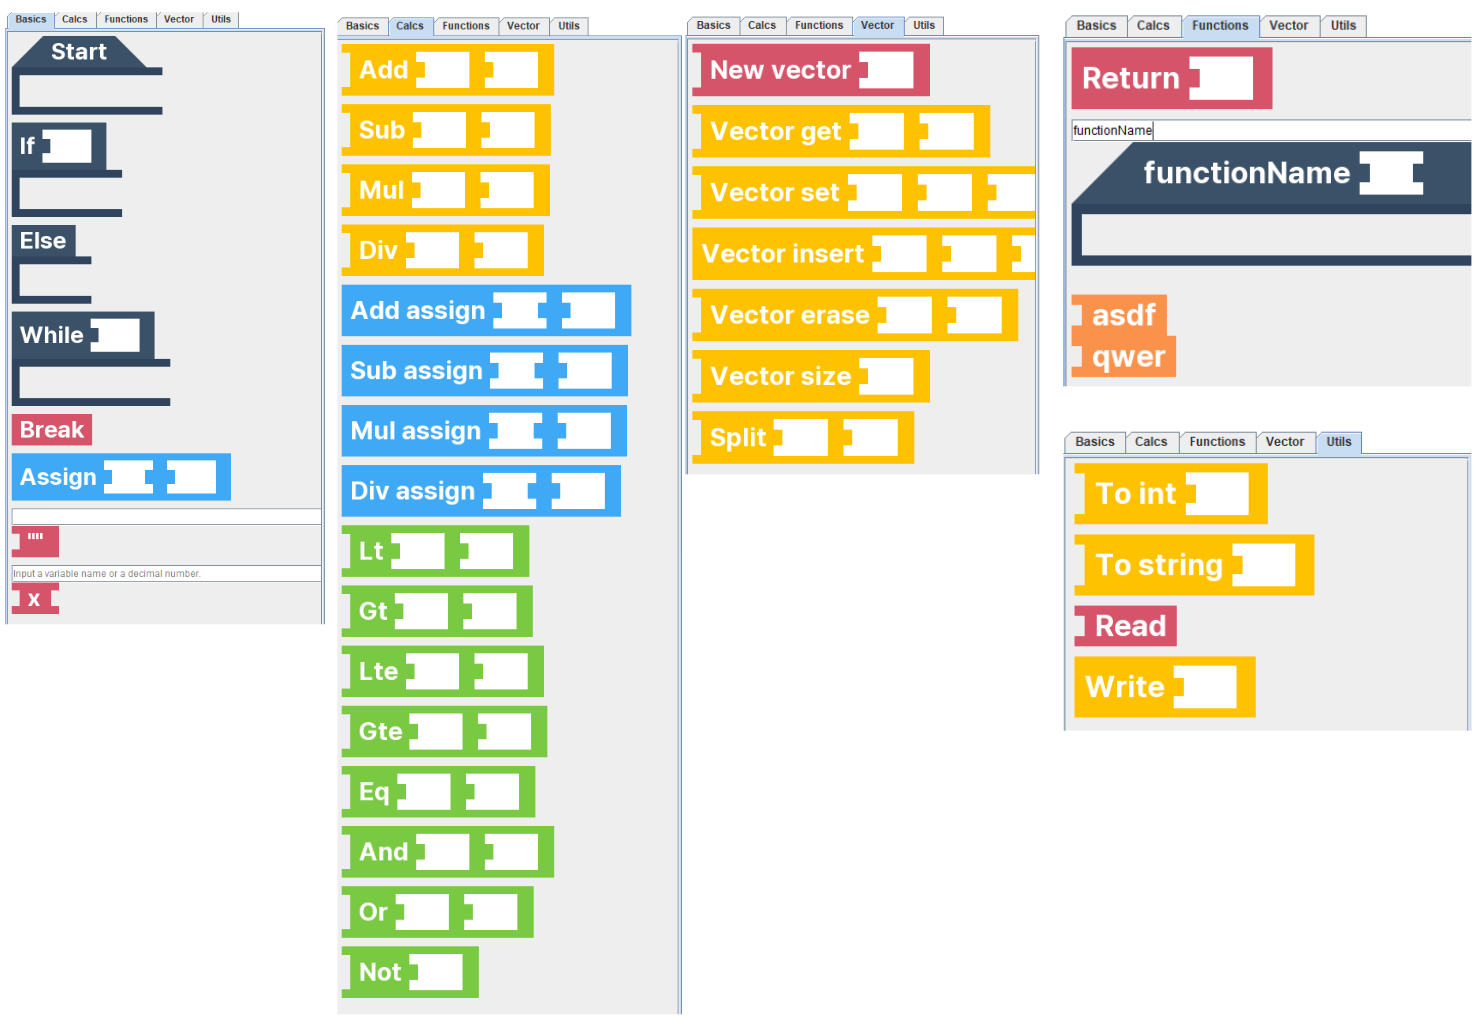 Basics Calcs Functions Vector Utils
Start
If
Else
While
Break
Assign
""
Input a variable name or a decimal number.
x
Basics Calcs Functions Vector Utils
Add
Sub
Mul
Div
Add assign
Sub assign
Mul assign
Div assign
Lt
Gt
Lte
Gte
Eq
And
Or
Not
Basics Calcs Functions Vector Utils
New vector
Vector get
Vector set
Vector insert
Vector erase
Vector size
Split
Basics Calcs Functions Vector Utils
Return
functionName
functionName
asdf
qwer
Basics Calcs Functions Vector Utils
To int
To string
Read
Write